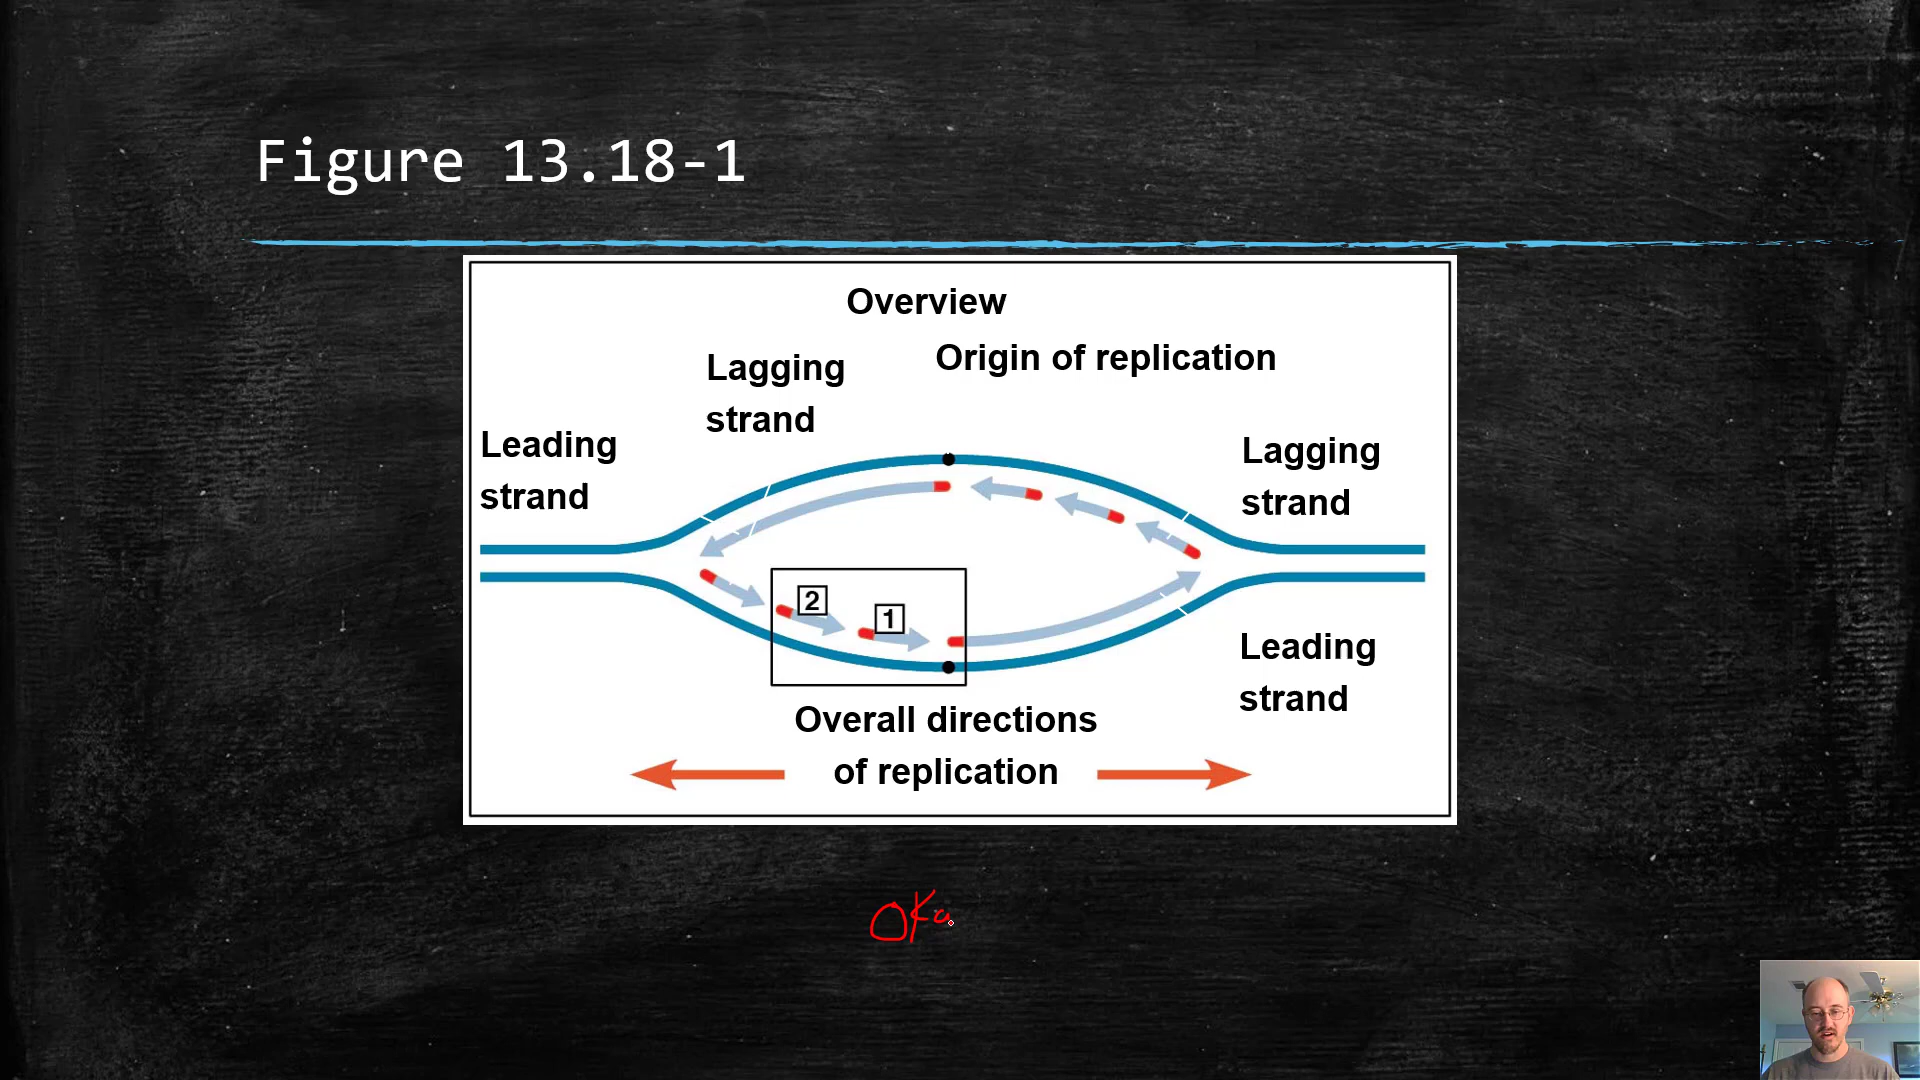 Figure 13.18-1
Overview
Origin of replication
Lagging
strand
Leading
strand
Lagging
strand
2
1
Leading
strand
Overall directions
of replication
OKa